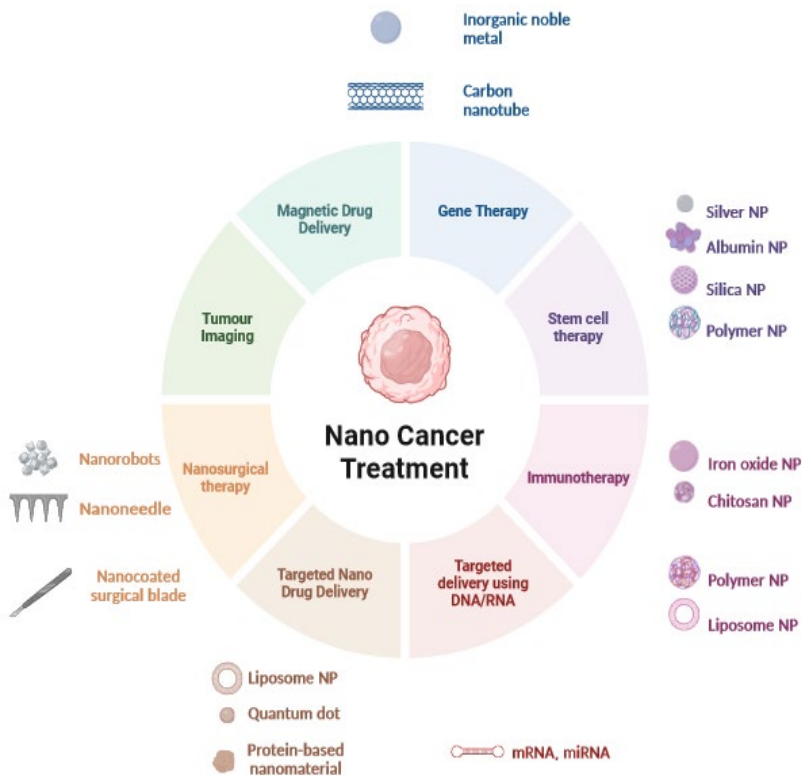 Inorganic noble
metal
Carbon
nanotube
Magnetic Drug
Delivery
Gene Therapy
Silver NP
Albumin NP
Silica NP
Polymer NP
Tumour
Imaging
Stem cell
therapy
Nano Cancer
Treatment
Nanorobots
Nanoneedle
Nanocoated
surgical blade
Nanosurgical
therapy
Immunotherapy
Iron oxide NP
Chitosan NP
Polymer NP
Liposome NP
Targeted Nano
Drug Delivery
Targeted
delivery using
DNA/RNA
Liposome NP
Quantum dot
Protein-based
nanomaterial
mRNA, miRNA